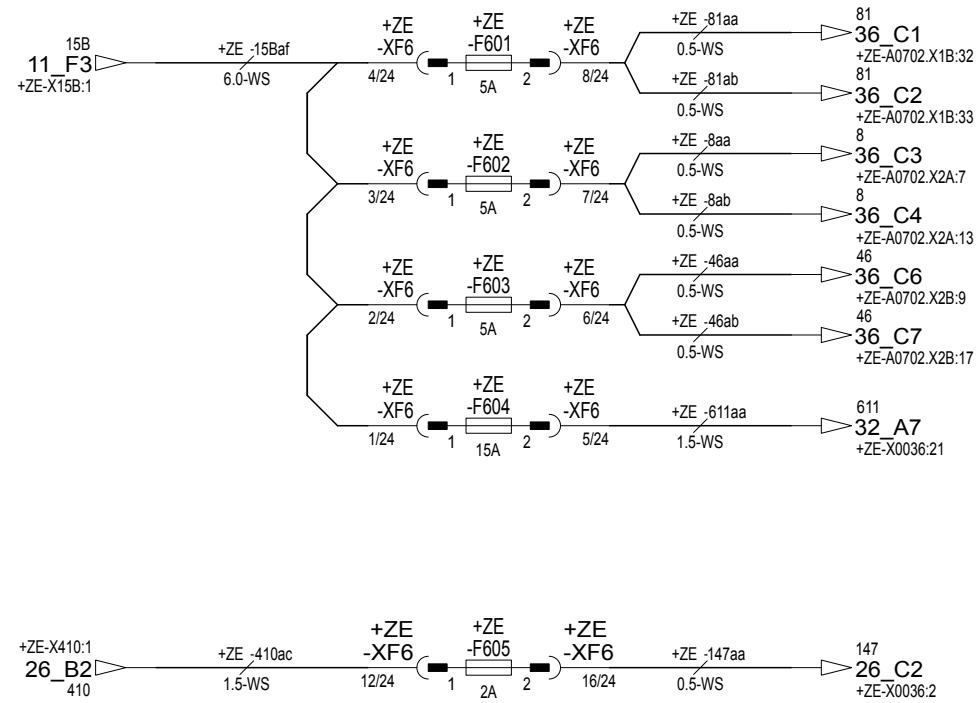 15B
11_F3
+ZE-X15B:1
+ZE -15Baf
6.0-WS
+ZE
-XF6
4/24
1
+ZE
-F601
5A
2
+ZE
-XF6
8/24
+ZE -81aa
0.5-WS
81
36_C1
+ZE-A0702.X1B:32
+ZE -81ab
0.5-WS
81
36_C2
+ZE-A0702.X1B:33
+ZE
-XF6
3/24
1
+ZE
-F602
5A
2
+ZE
-XF6
7/24
+ZE -8aa
0.5-WS
8
36_C3
+ZE-A0702.X2A:7
+ZE -8ab
0.5-WS
8
36_C4
+ZE-A0702.X2A:13
+ZE
-XF6
2/24
1
+ZE
-F603
5A
2
+ZE
-XF6
6/24
+ZE -46aa
0.5-WS
46
36_C6
+ZE-A0702.X2B:9
+ZE -46ab
0.5-WS
46
36_C7
+ZE-A0702.X2B:17
+ZE
-XF6
1/24
1
+ZE
-F604
15A
2
+ZE
-XF6
5/24
+ZE -611aa
1.5-WS
611
32_A7
+ZE-X0036:21
+ZE-X410:1
26_B2
410
+ZE -410ac
1.5-WS
+ZE
-XF6
12/24
1
+ZE
-F605
2A
2
+ZE
-XF6
16/24
+ZE -147aa
0.5-WS
147
26_C2
+ZE-X0036:2